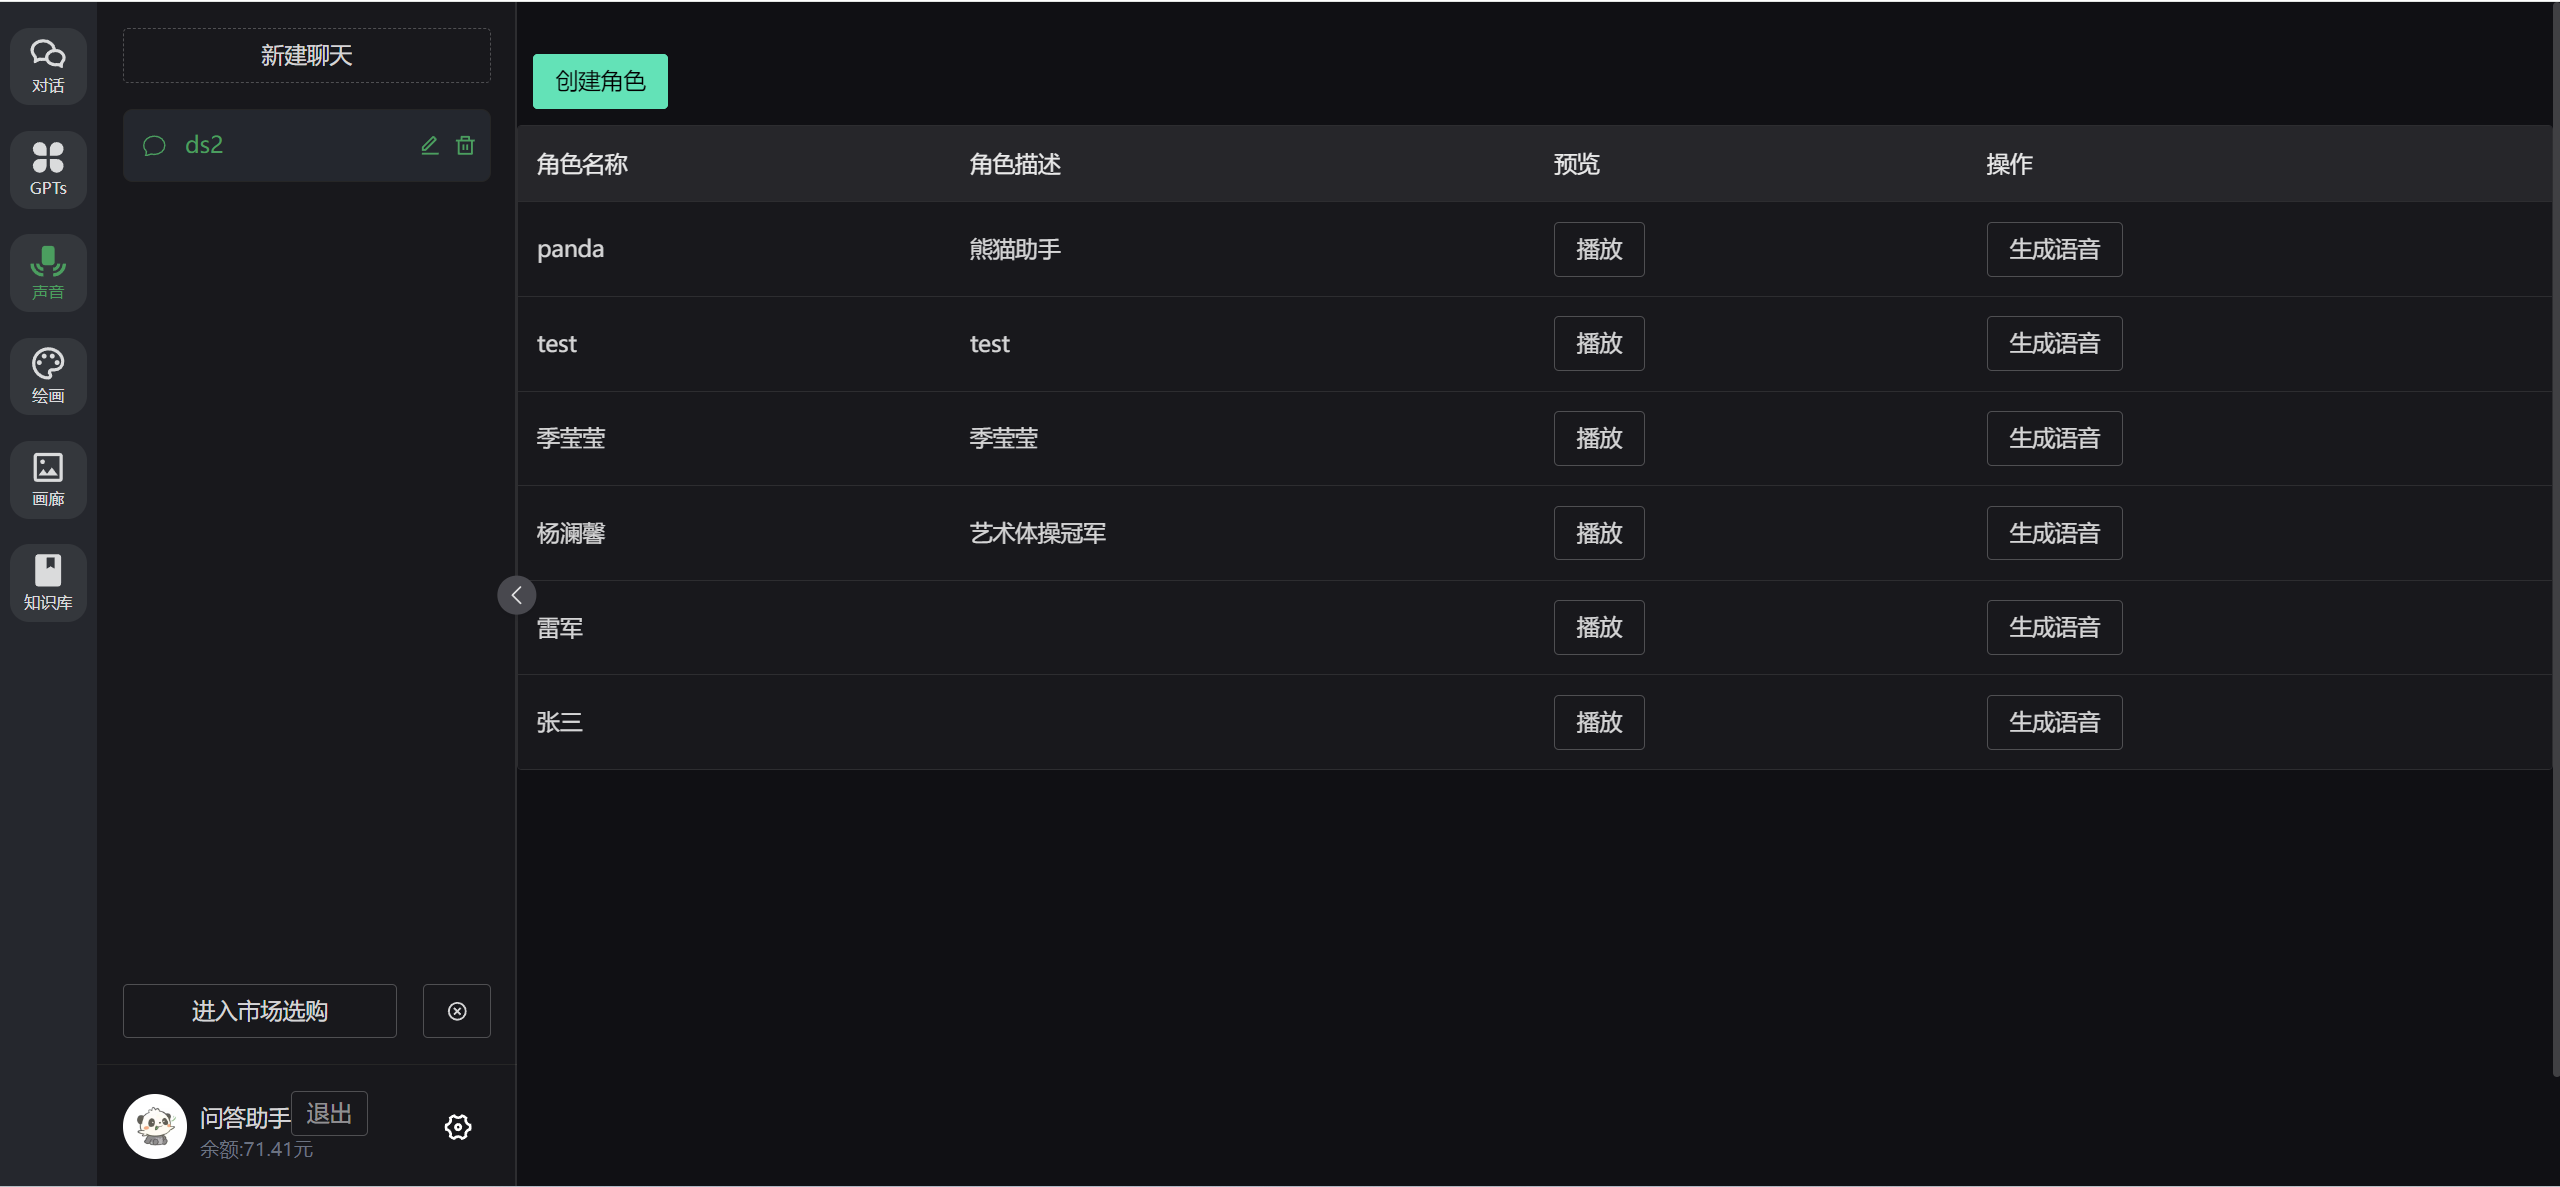 对话
GPTs
声音
绘画
画廊
知识库
新建聊天
ds2
进入市场选购
问答助手 退出
余额:71.41元
创建角色
角色名称 角色描述 预览 操作
panda 熊猫助手 播放 生成语音
test test 播放 生成语音
季莹莹 季莹莹 播放 生成语音
杨澜馨 艺术体操冠军 播放 生成语音
雷军 播放 生成语音
张三 播放 生成语音